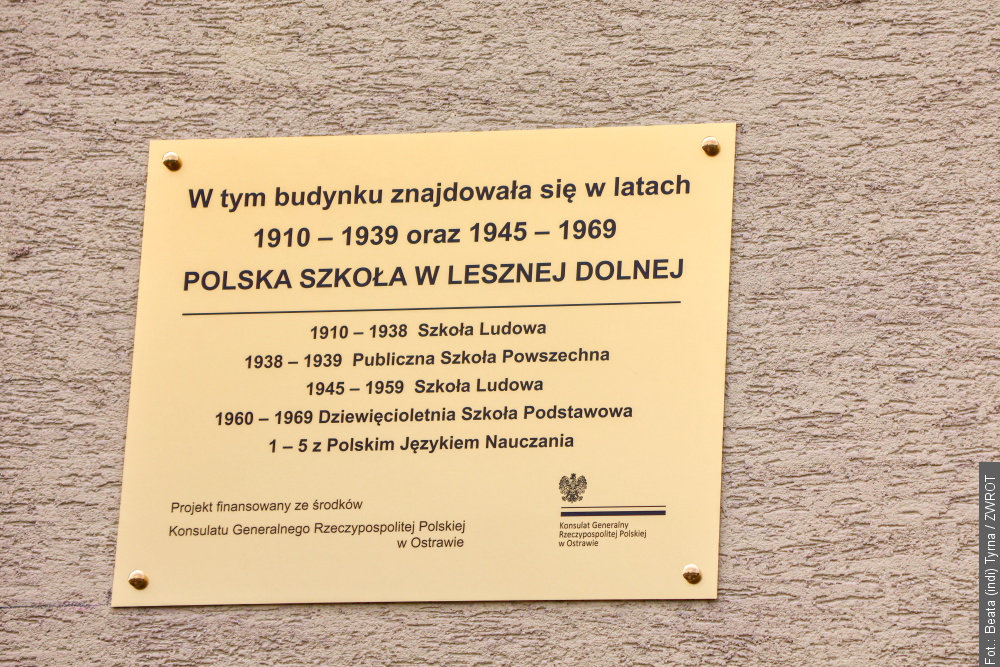 W tym budynku znajdowała się w latach
1910 – 1939 oraz 1945 – 1969
POLSKA SZKOŁA W LESZNEJ DOLNEJ
1910 – 1938 Szkoła Ludowa
1938 – 1939 Publiczna Szkoła Powszechna
1945 – 1959 Szkoła Ludowa
1960 – 1969 Dziewięcioletnia Szkoła Podstawowa
1 – 5 z Polskim Językiem Nauczania
Projekt finansowany ze środków
Konsulatu Generalnego Rzeczypospolitej Polskiej
w Ostrawie
Konsulat Generalny
Rzeczypospolitej Polskiej
w Ostrawie
Fot.: Beata (indi) Tyrna / ZWROT